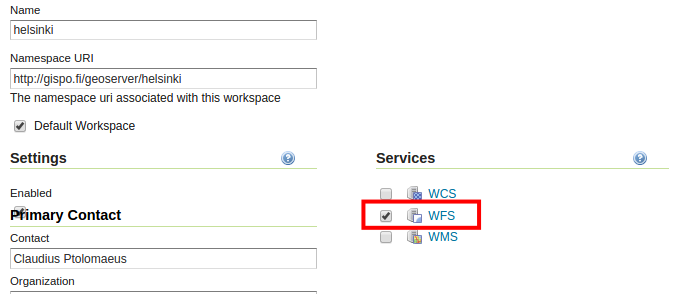 Name
helsinki
Namespace URI
http://gispo.fi/geoserver/helsinki
The namespace uri associated with this workspace
Default Workspace
Settings
Services
Enabled
WCS
WFS
WMS
Primary Contact
Contact
Claudius Ptolomaeus
Organization